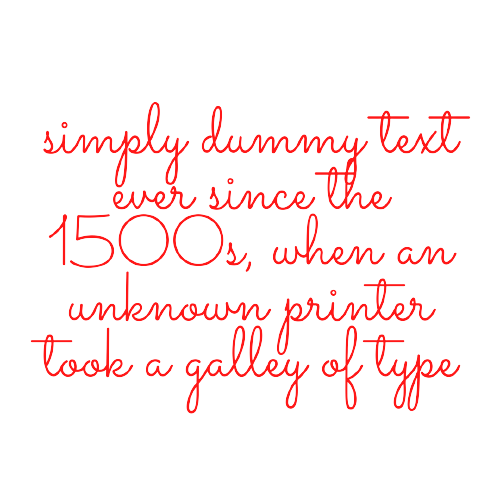 simply dummy text
ever since the
1500s, when an
unknown printer
took a galley of type